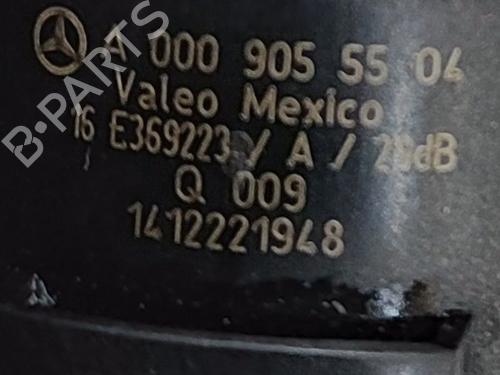 A 000 905 55 04
Valeo Mexico
16 E369223 / A / 28dB
Q 009
1412221948
B-PARTS